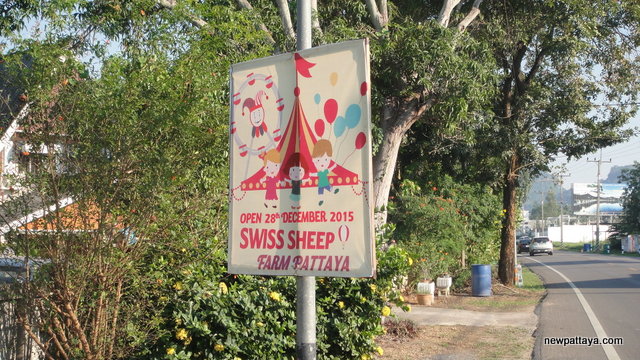 OPEN 28th DECEMBER 2015
SWISS SHEEP
FARM PATTAYA
newpattaya.com